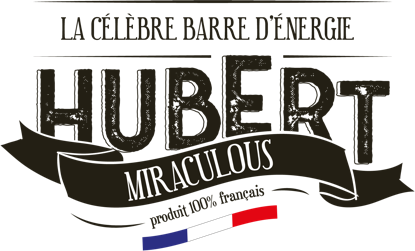 LA CÉLÈBRE BARRE D'ÉNERGIE
HUBERT
MIRACULOUS
produit 100% français